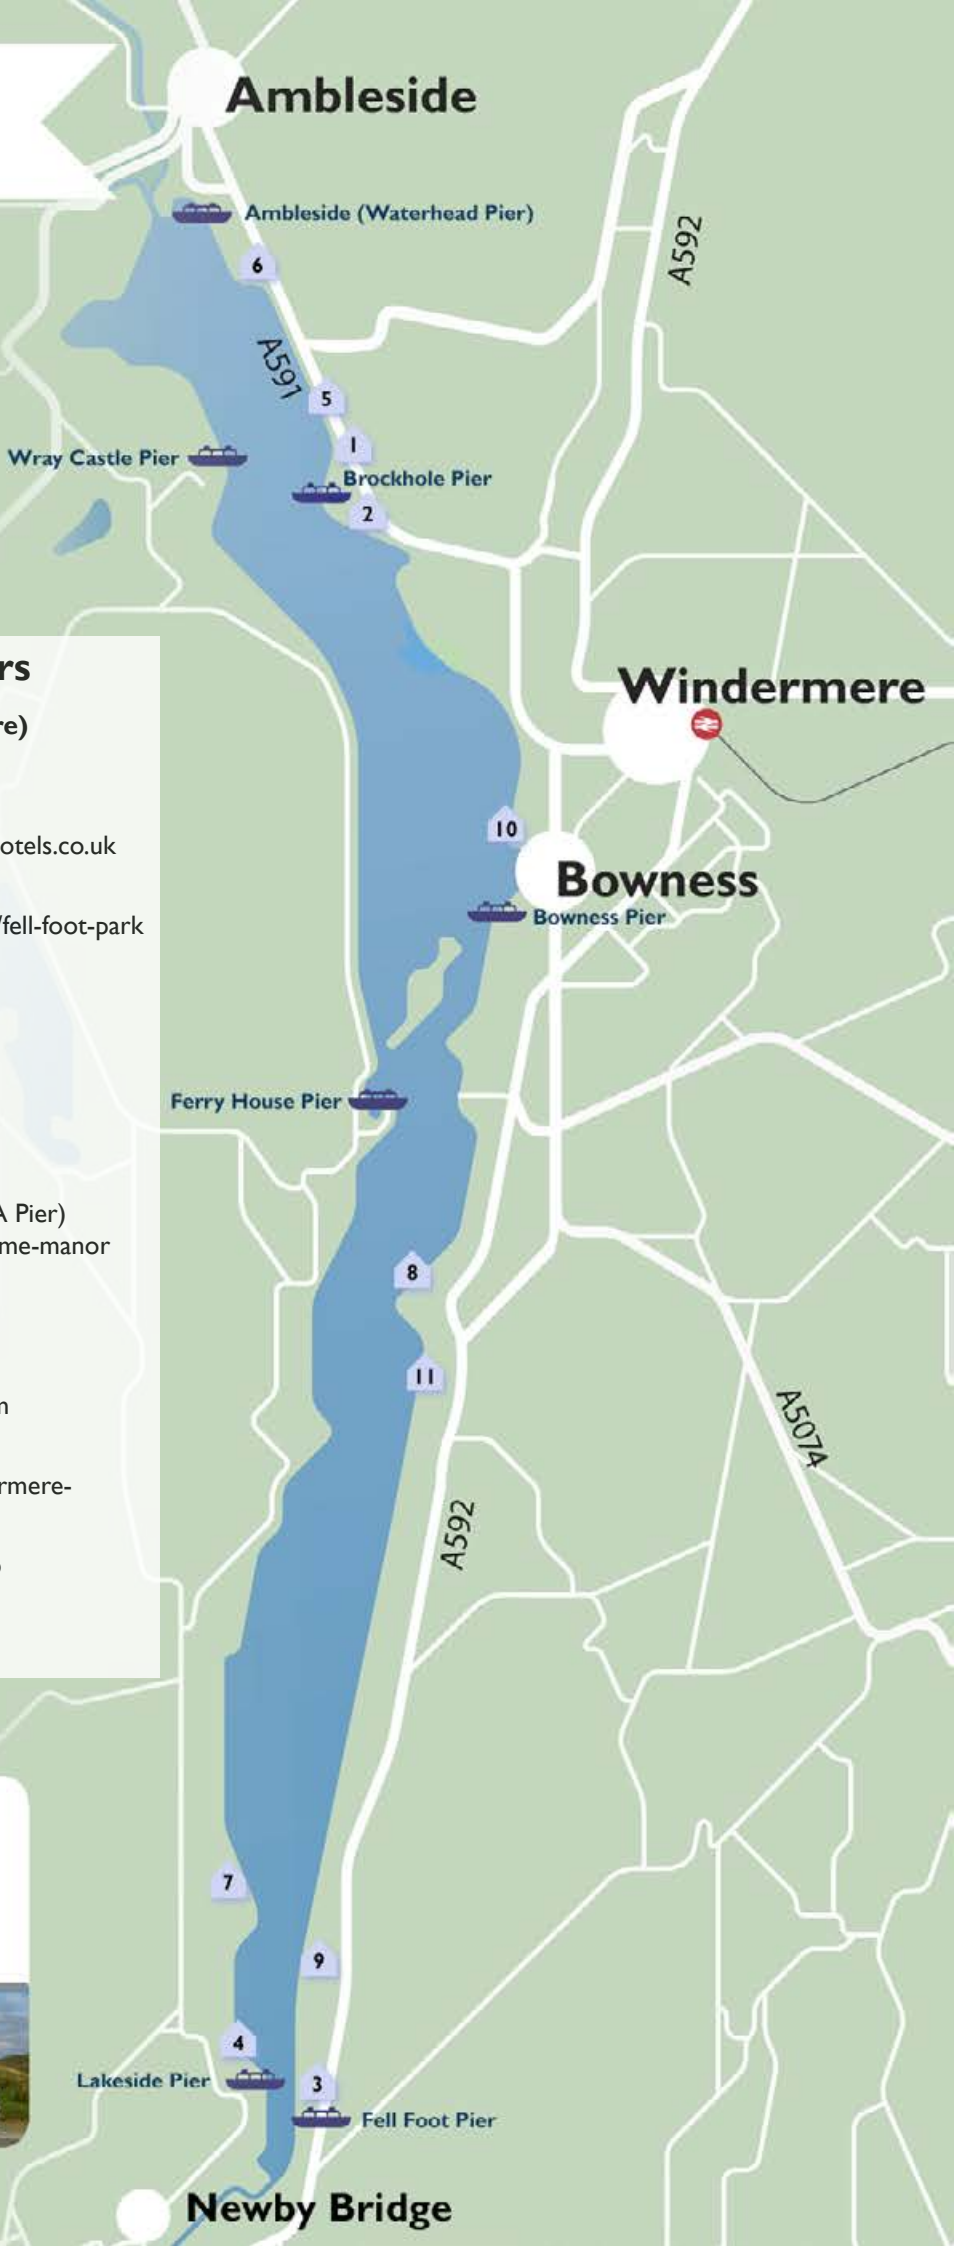 Ambleside
Ambleside (Waterhead Pier)
A592
6
A591
5
1
Wray Castle Pier
Brockhole Pier
2
rs
Windermere
re)
10
otels.co.uk
Bowness
Bowness Pier
/fell-foot-park
Ferry House Pier
A Pier)
me-manor
8
11
A5074
n
rmere-
A592
7
9
4
Lakeside Pier
3
Fell Foot Pier
Newby Bridge